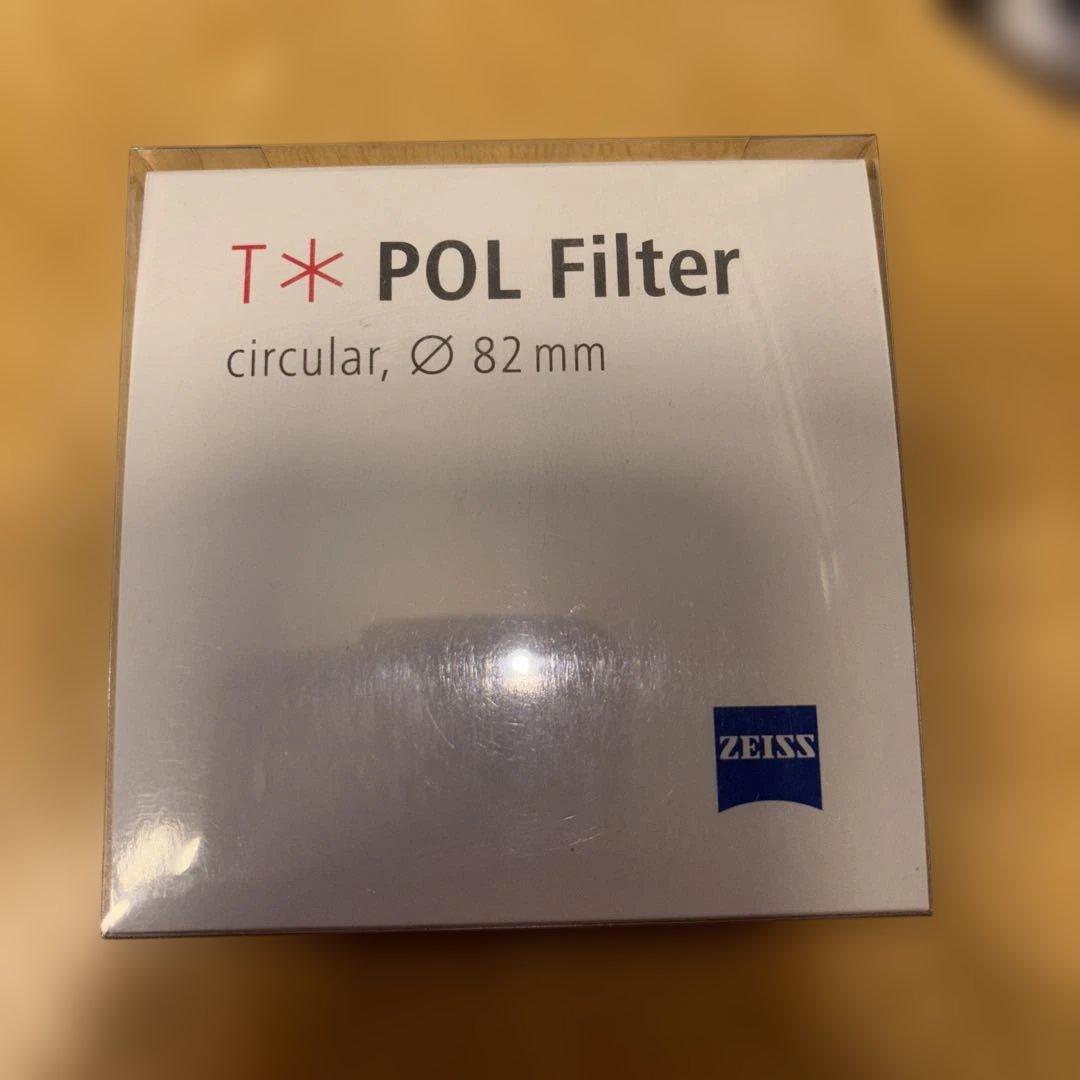 T* POL Filter
circular, Ø 82 mm
ZEISS